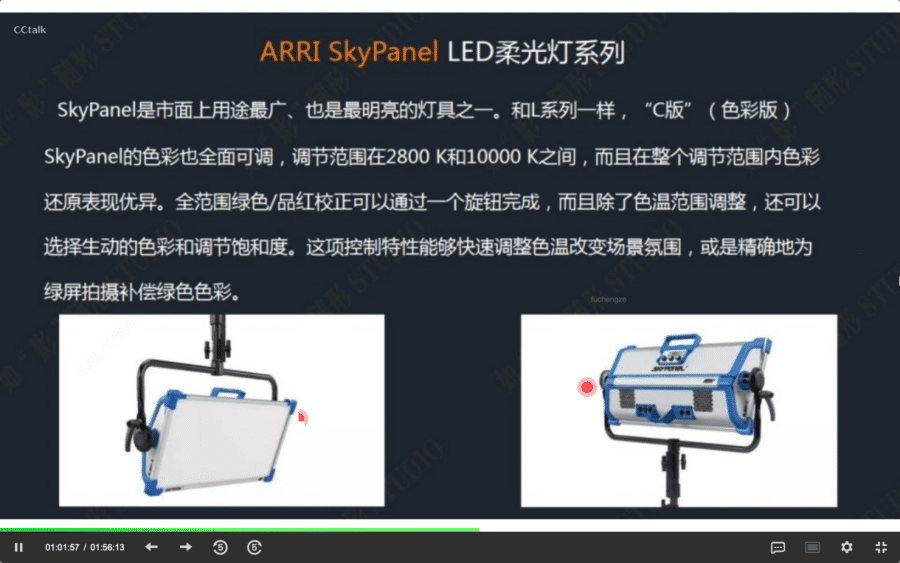 CCtalk
ARRI SkyPanel LED柔光灯系列
SkyPanel是市面上用途最广、也是最明亮的灯具之一。和L系列一样，“C版”（色彩版）
SkyPanel的色彩也全面可调，调节范围在2800 K和10000 K之间，而且在整个调节范围内色彩
还原表现优异。全范围绿色/品红校正可以通过一个旋钮完成，而且除了色温范围调整，还可以
选择生动的色彩和调节饱和度。这项控制特性能够快速调整色温改变场景氛围，或是精确地为
绿屏拍摄补偿绿色色彩。
fuchengze
SKYPANEL
01:01:57 / 01:56:13
5
5